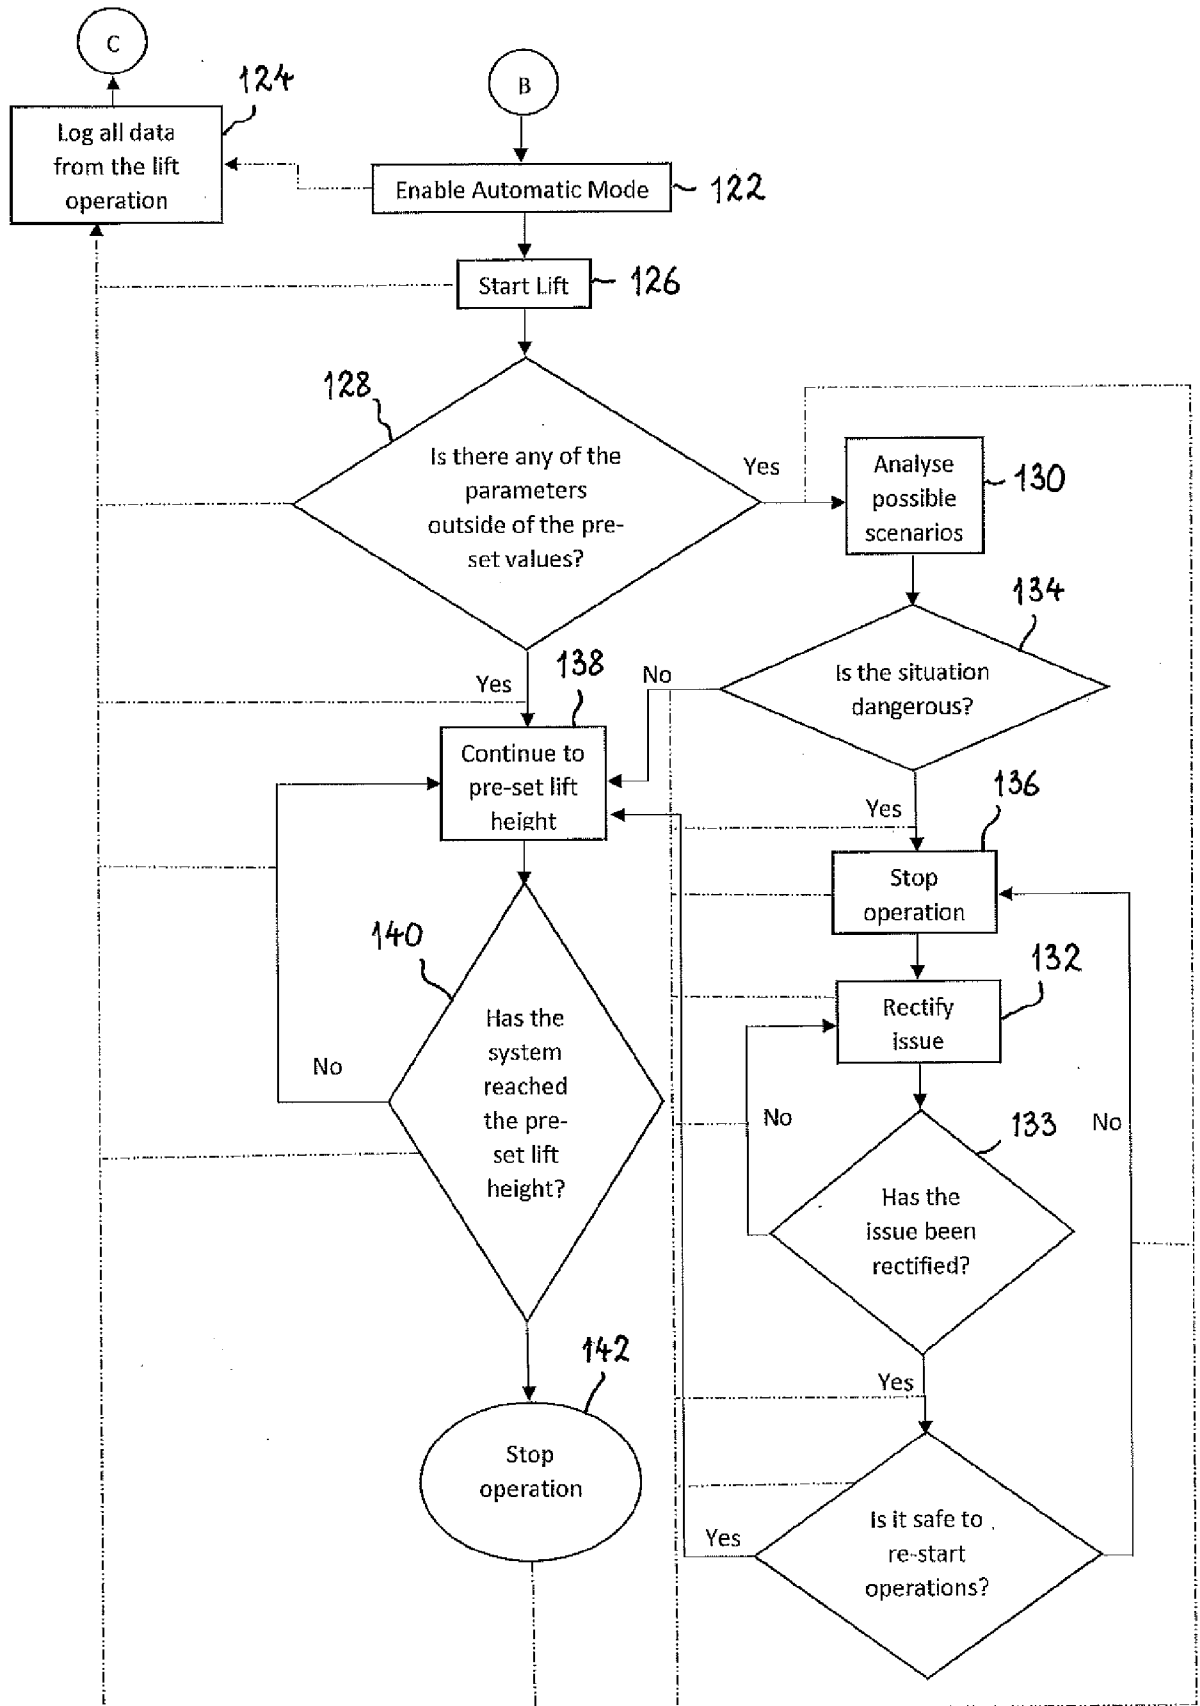 C
124
B
Log all data
from the lift
operation
Enable Automatic Mode
122
Start Lift
126
128
Is there any of the
parameters
outside of the pre-
set values?
Yes
Analyse
possible
scenarios
130
134
Is the situation
dangerous?
No
Yes
138
Continue to
pre-set lift
height
Yes
136
Stop
operation
140
132
Rectify
issue
Has the
system
reached
the pre-
set lift
height?
No
No
133
No
Has the
issue been
rectified?
Yes
142
Stop
operation
Is it safe to
re-start
operations?
Yes